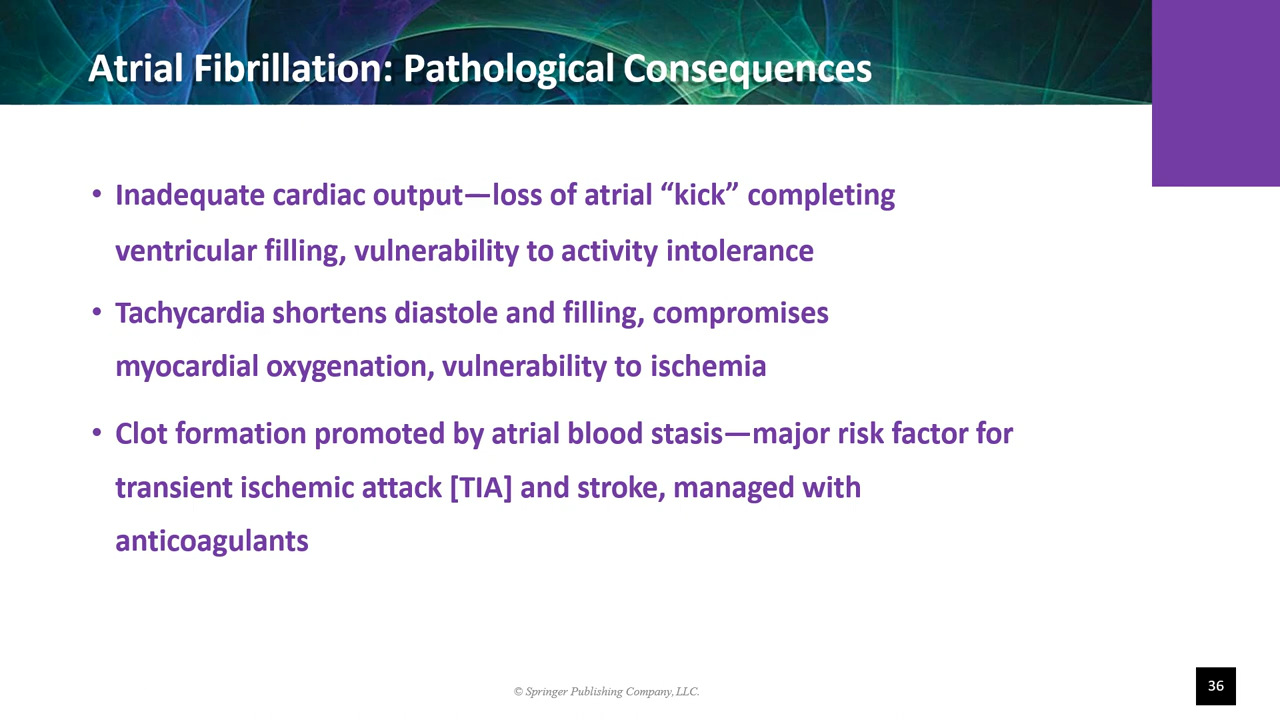 Atrial Fibrillation: Pathological Consequences
• Inadequate cardiac output—loss of atrial “kick” completing
ventricular filling, vulnerability to activity intolerance
• Tachycardia shortens diastole and filling, compromises
myocardial oxygenation, vulnerability to ischemia
• Clot formation promoted by atrial blood stasis—major risk factor for
transient ischemic attack [TIA] and stroke, managed with
anticoagulants
© Springer Publishing Company, LLC.
36